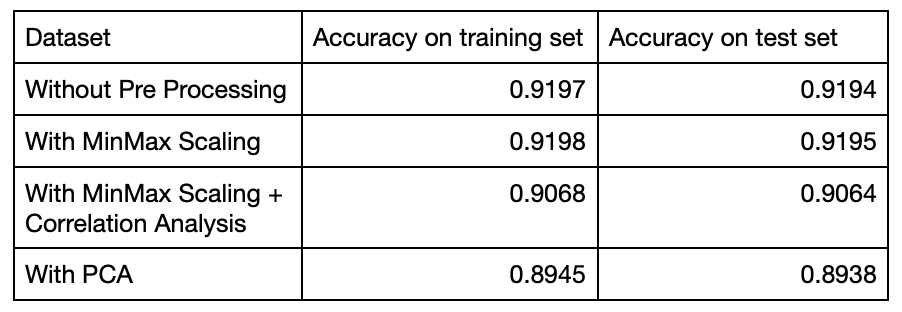 Dataset Accuracy on training set Accuracy on test set
Without Pre Processing 0.9197 0.9194
With MinMax Scaling 0.9198 0.9195
With MinMax Scaling + 0.9068 0.9064
Correlation Analysis
With PCA 0.8945 0.8938